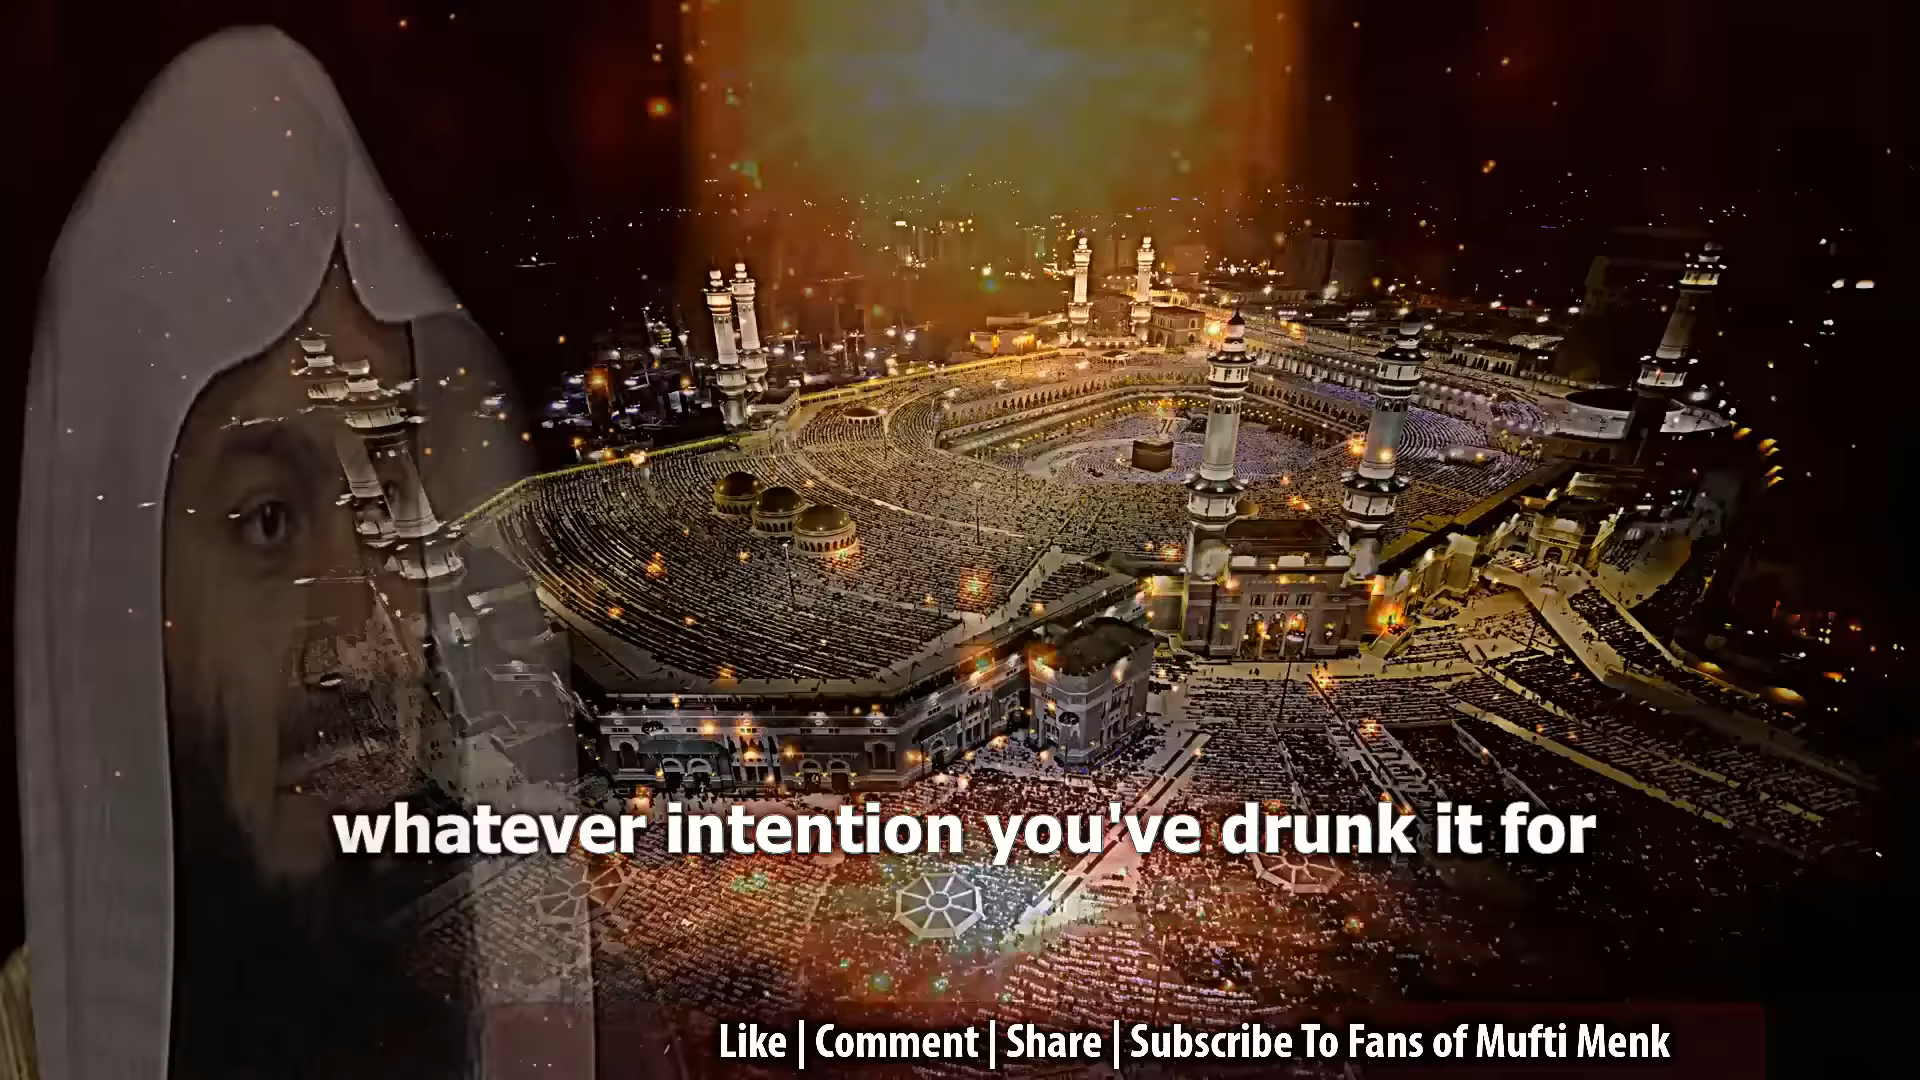 whatever intention you've drunk it for
Like | Comment | Share | Subscribe To Fans of Mufti Menk